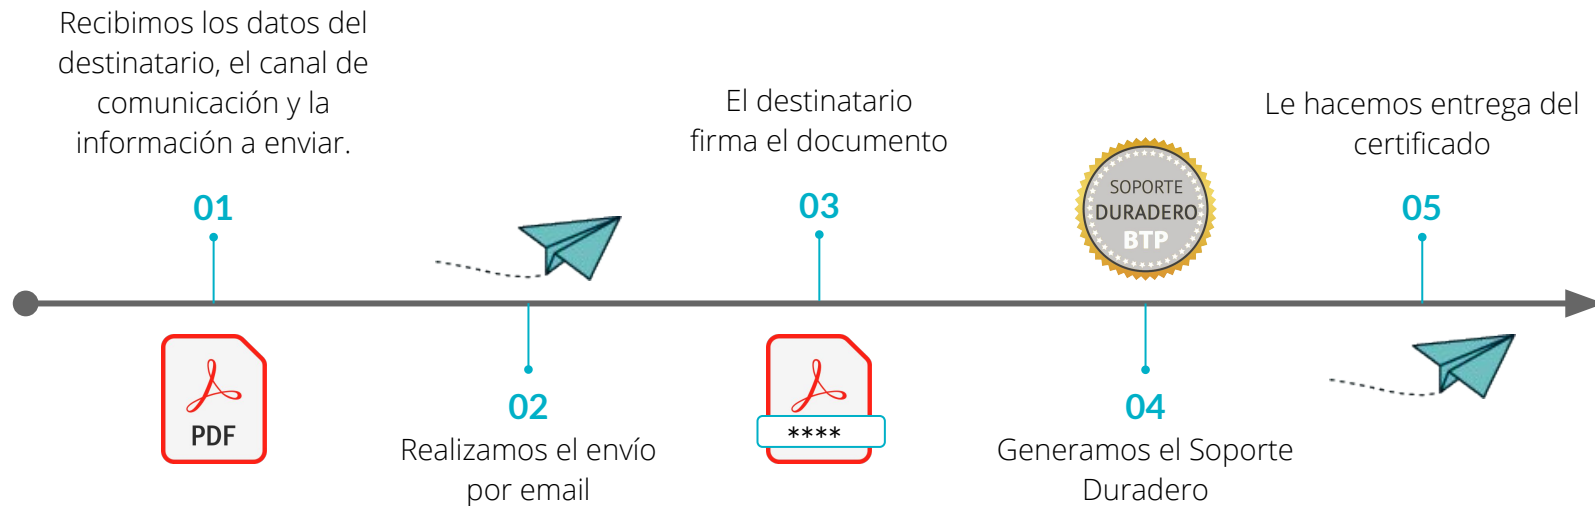 Recibimos los datos del
destinatario, el canal de
comunicación y la
información a enviar.
01
PDF
02
Realizamos el envío
por email
El destinatario
firma el documento
03
****
SOPORTE
DURADERO
BTP
04
Generamos el Soporte
Duradero
Le hacemos entrega del
certificado
05